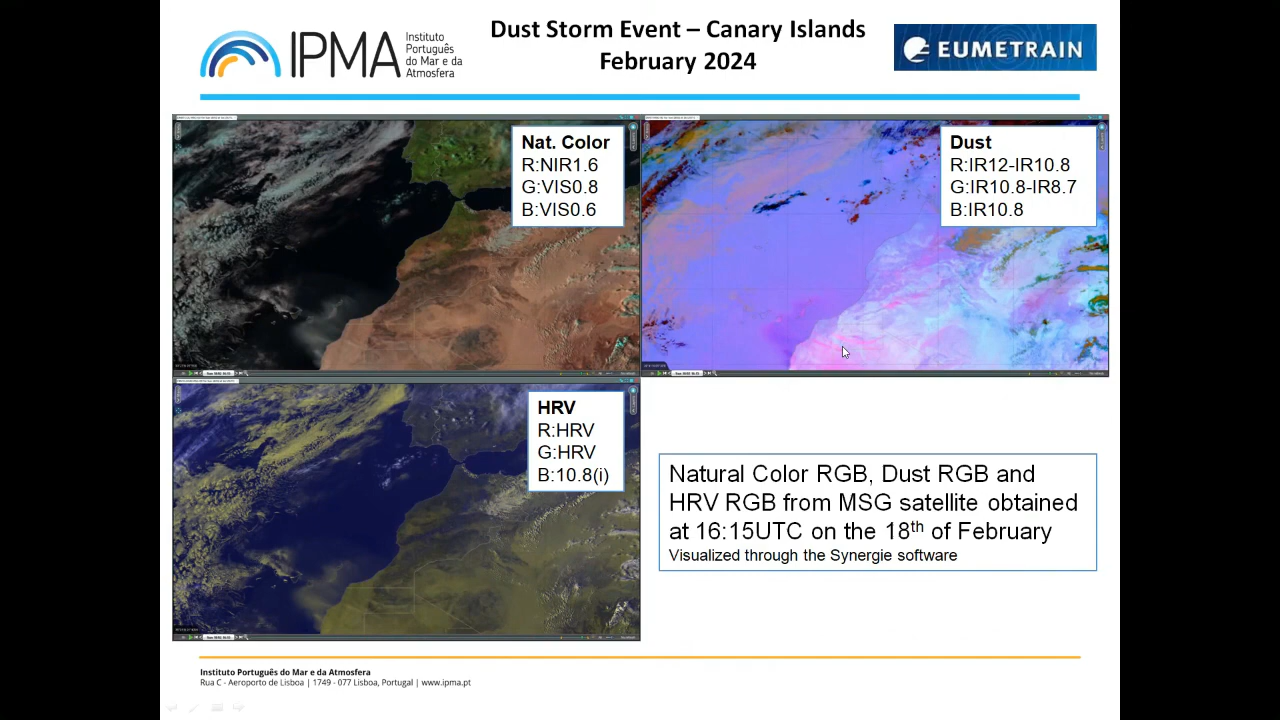 IPMA
Instituto
Português
do Mar e da
Atmosfera
Dust Storm Event – Canary Islands
February 2024
EUMETRAIN
Nat. Color
R:NIR1.6
G:VIS0.8
B:VIS0.6
Dust
R:IR12-IR10.8
G:IR10.8-IR8.7
B:IR10.8
HRV
R:HRV
G:HRV
B:10.8(i)
Natural Color RGB, Dust RGB and
HRV RGB from MSG satellite obtained
at 16:15UTC on the 18th of February
Visualized through the Synergie software
Instituto Português do Mar e da Atmosfera
Rua C - Aeroporto de Lisboa | 1749 - 077 Lisboa, Portugal | www.ipma.pt